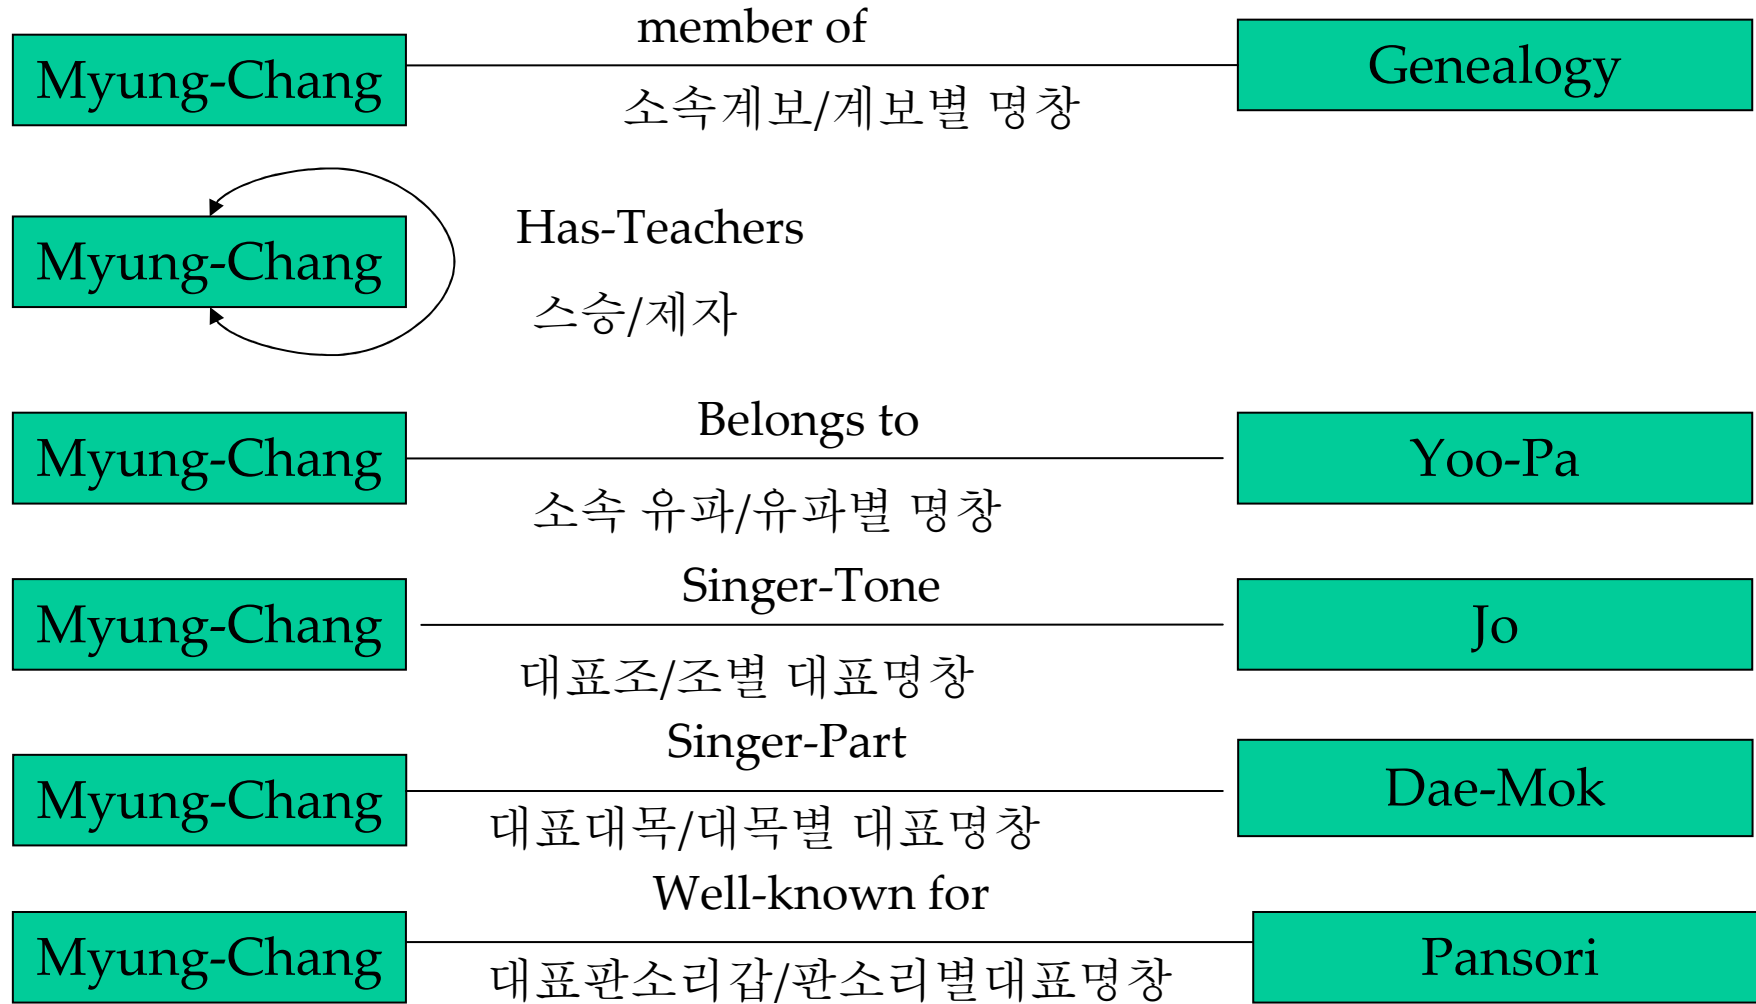 member of
Myung-Chang
Genealogy
소속계보/계보별 명창
Has-Teachers
Myung-Chang
스승/제자
Belongs to
Myung-Chang
Yoo-Pa
소속 유파/유파별 명창
Singer-Tone
Myung-Chang
Jo
대표조/조별 대표명창
Singer-Part
Myung-Chang
Dae-Mok
대표대목/대목별 대표명창
Well-known for
Myung-Chang
Pansori
대표판소리갑/판소리별대표명창